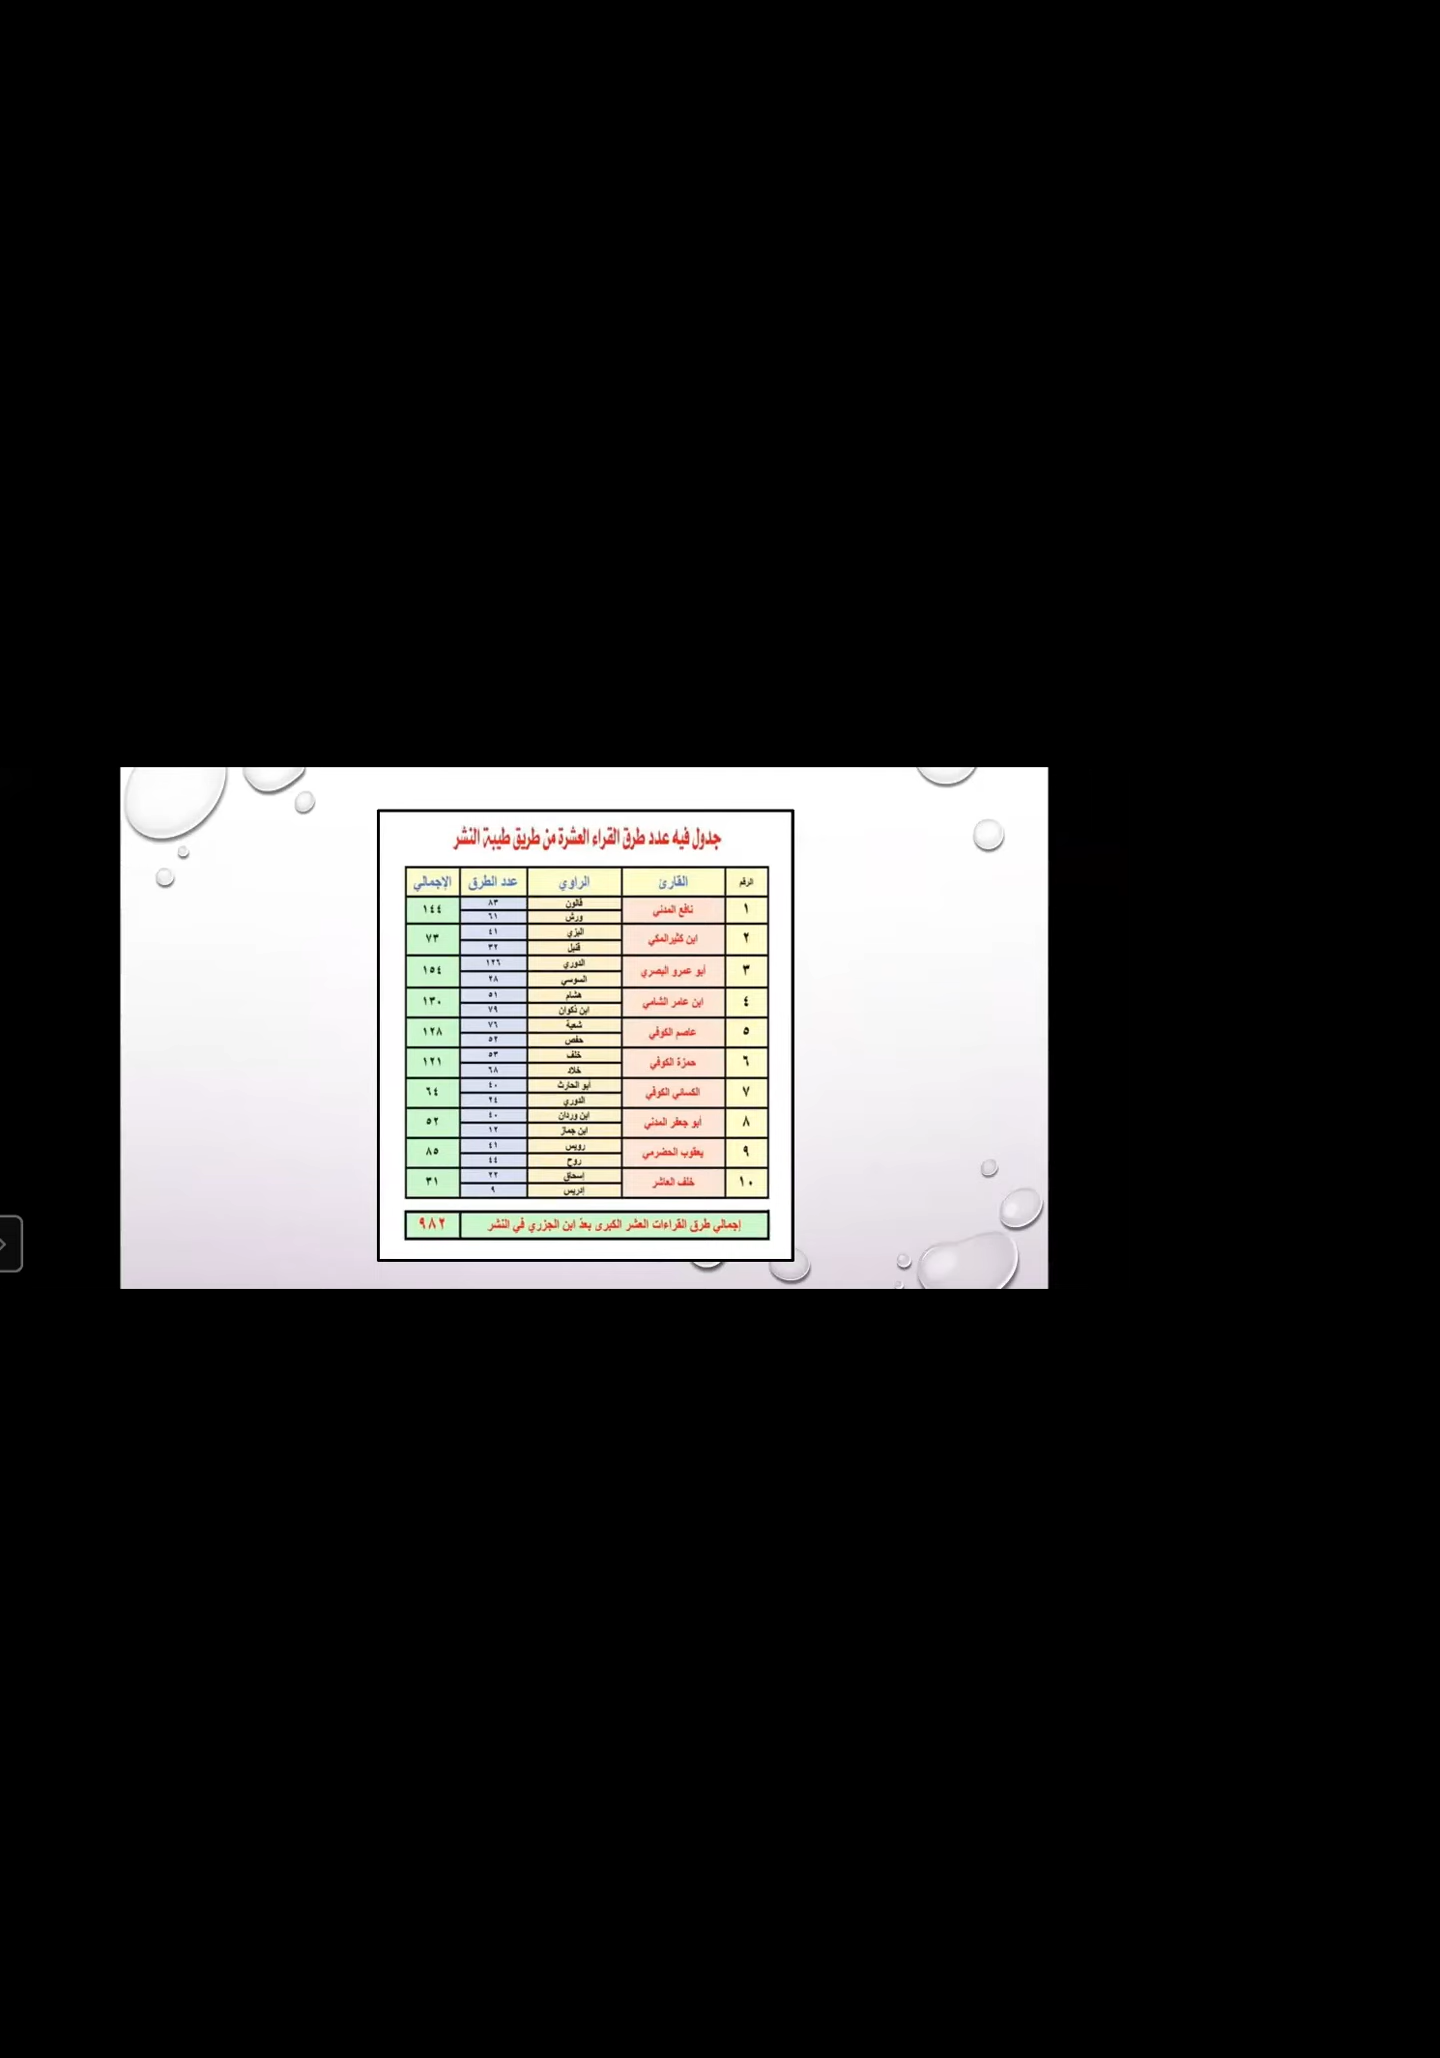 جدول فيه عدد طرق القراء العشرة من طريق طيبة النشر
الرقم القارئ الراوي عدد الطرق الإجمالي
١ نافع المدني قالون ٨٣ ١٤٤
ورش ٦١
٢ ابن كثيرالمكي البزي ٤١ ٧٣
قنبل ٣٢
٣ أبو عمرو البصري الدوري ١٢٦ ١٥٤
السوسي ٢٨
٤ ابن عامر الشامي هشام ٥١ ١٣٠
ابن ذكوان ٧٩
٥ عاصم الكوفي شعبة ٧٦ ١٢٨
حفص ٥٢
٦ حمزة الكوفي خلف ٥٣ ١٢١
خلاد ٦٨
٧ الكسائي الكوفي أبو الحارث ٤٠ ٦٤
الدوري ٢٤
٨ أبو جعفر المدني ابن وردان ٤٠ ٥٢
ابن جماز ١٢
٩ يعقوب الحضرمي رويس ٤١ ٨٥
روح ٤٤
١٠ خلف العاشر إسحاق ٢٢ ٣١
إدريس ٩
إجمالي طرق القراءات العشر الكبرى بعدّ ابن الجزري في النشر ٩٨٢